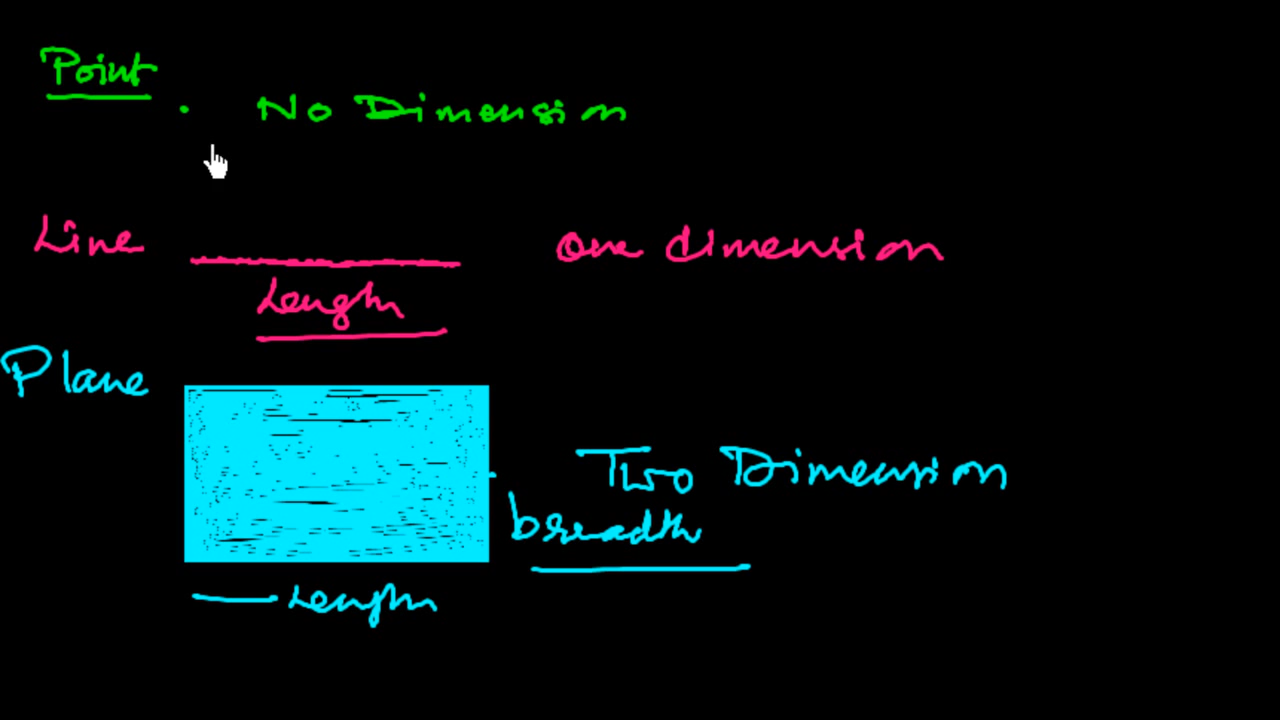 Point
No Dimension
Line
One dimension
Length
Plane
Two Dimension
breadth
Length